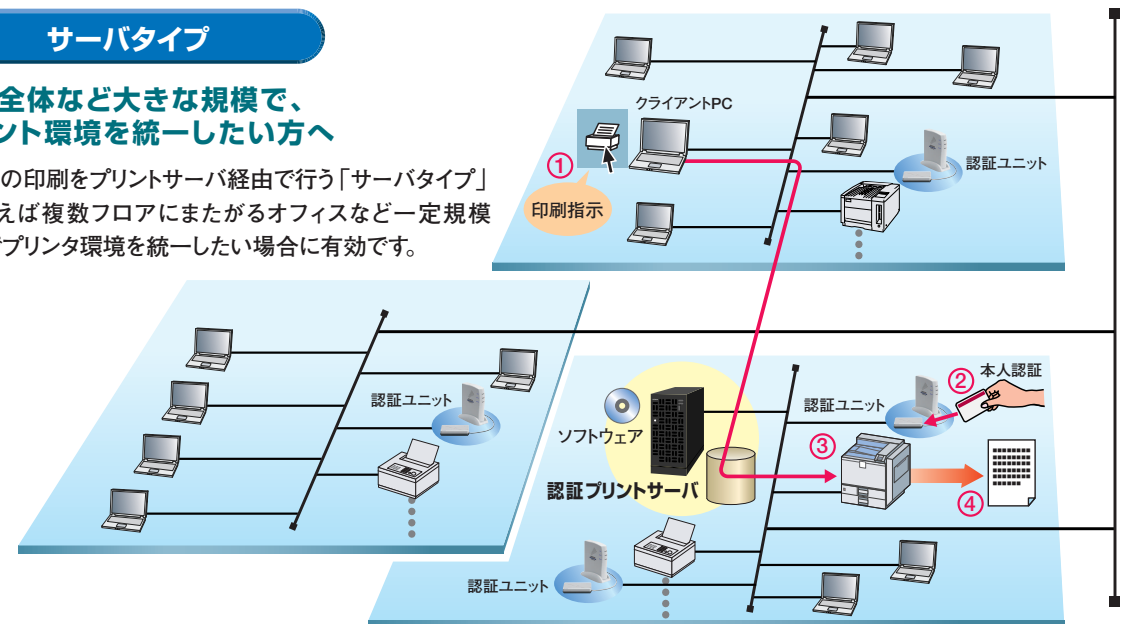 サーバタイプ
全体など大きな規模で、
ント環境を統一したい方へ
の印刷をプリントサーバ経由で行う「サーバタイプ」
えば複数フロアにまたがるオフィスなど一定規模
プリンタ環境を統一したい場合に有効です。
クライアントPC
①
印刷指示
認証ユニット
認証ユニット
ソフトウェア
認証プリントサーバ
認証ユニット
② 本人認証
③
④
認証ユニット